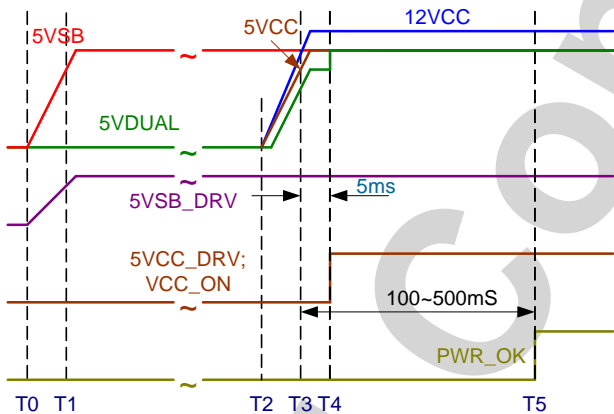 5VSB
5VCC
12VCC
~
5VDUAL
~
5VSB_DRV
~
5ms
5VCC_DRV;
VCC_ON
~
100~500mS
PWR_OK
~
T0 T1 T2 T3 T4 T5